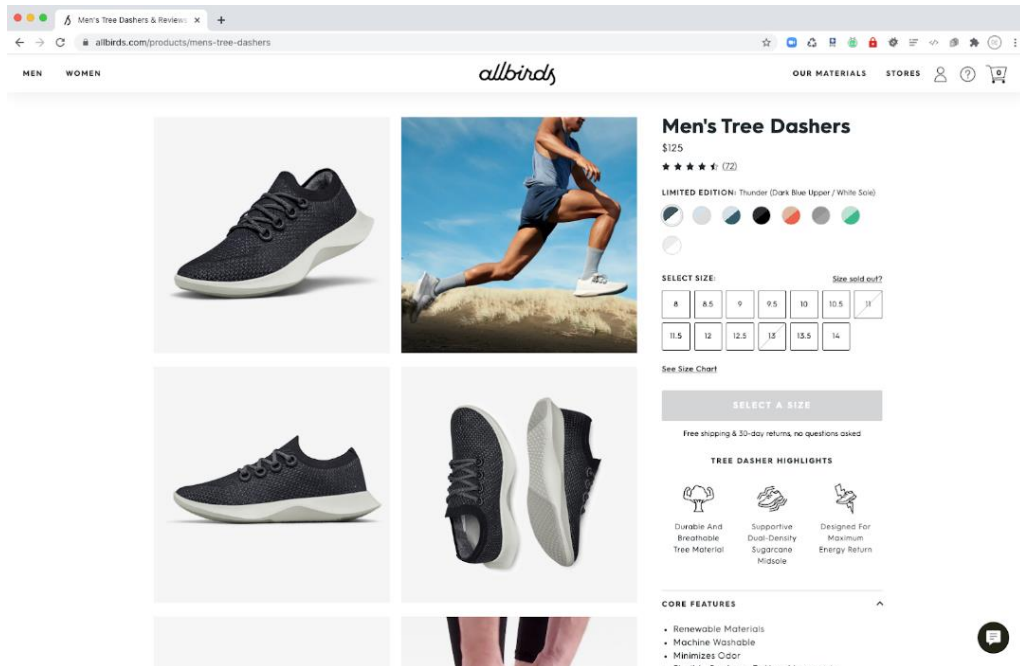 Men's Tree Dashers & Reviews
allbirds.com/products/mens-tree-dashers
MEN WOMEN allbirds OUR MATERIALS STORES 0
Men's Tree Dashers
$125
(72)
LIMITED EDITION: Thunder (Dark Blue Upper / White Sole)
SELECT SIZE: Size sold out?
8 8.5 9 9.5 10 10.5 11
11.5 12 12.5 13 13.5 14
See Size Chart
SELECT A SIZE
Free shipping & 30-day returns, no questions asked
TREE DASHER HIGHLIGHTS
Durable And Supportive Designed For
Breathable Dual-Density Maximum
Tree Material Sugarcane Energy Return
Midsole
CORE FEATURES
• Renewable Materials
• Machine Washable
• Minimizes Odor